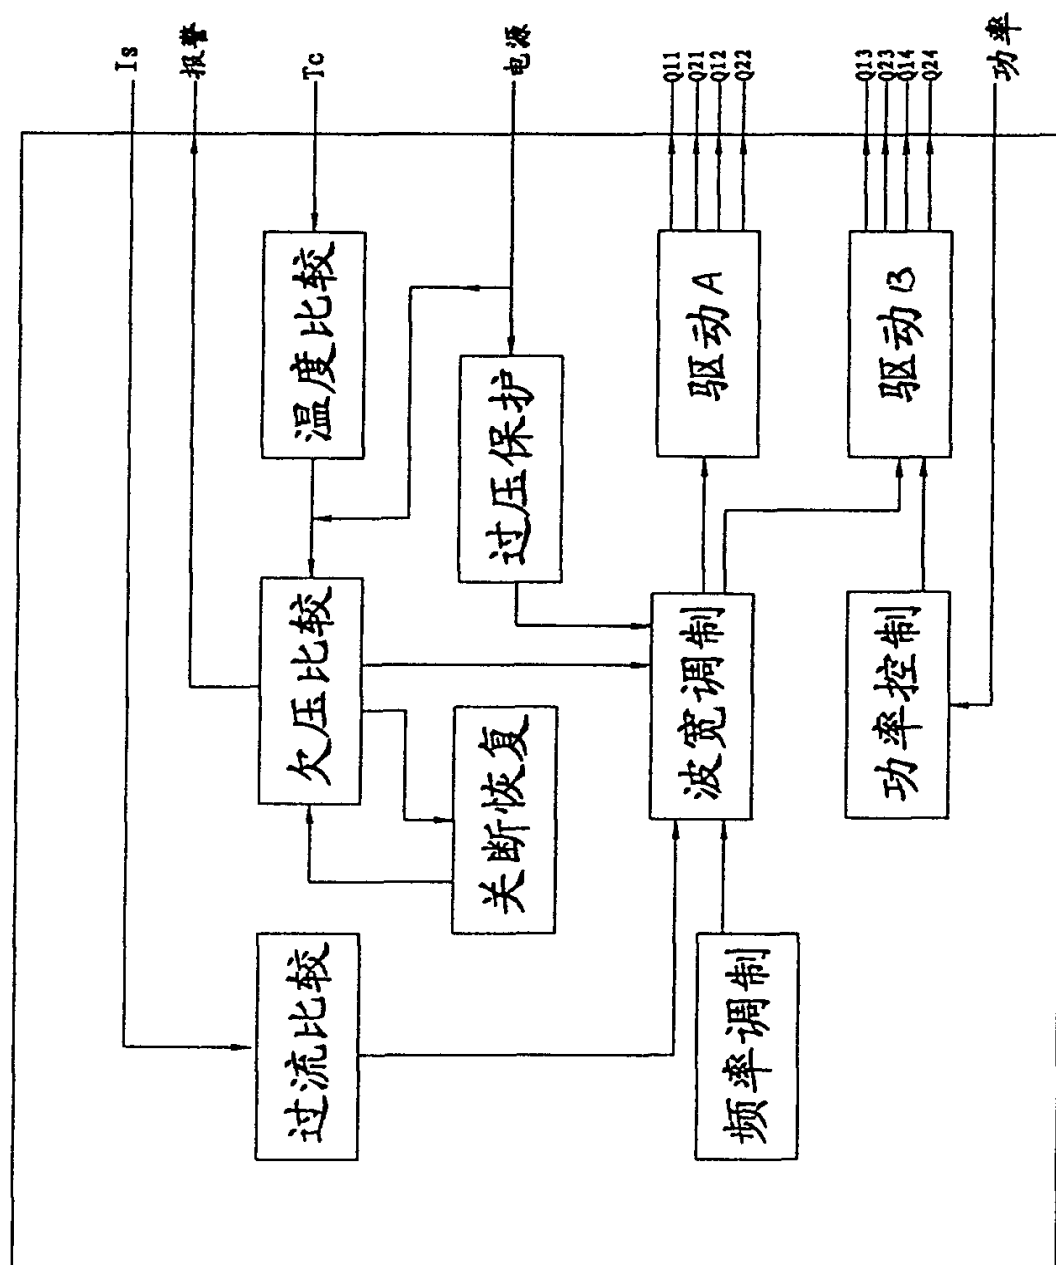 Is
报警
Tc
电源
Q11
Q21
Q12
Q22
Q13
Q23
Q14
Q24
功率
温度比较
过压保护
驱动A
驱动B
欠压比较
关断恢复
波宽调制
功率控制
过流比较
频率调制